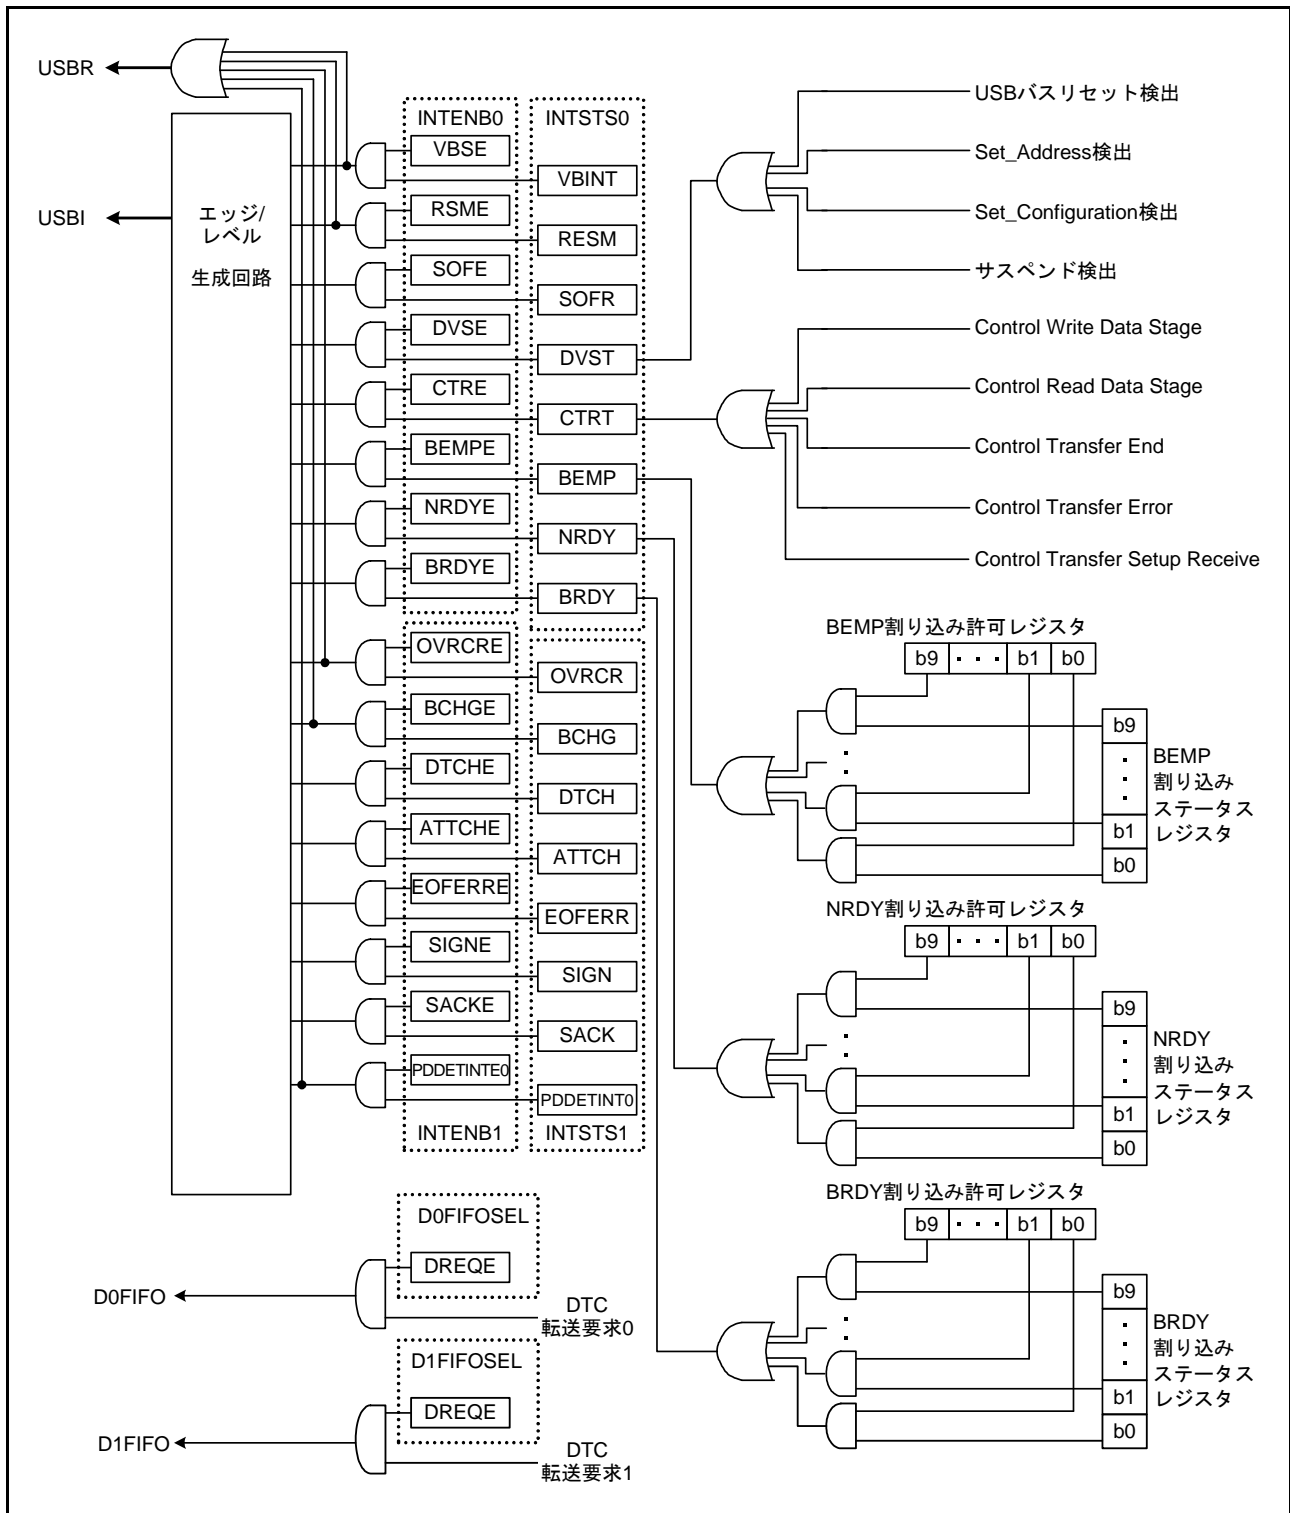 USBR
USBI
エッジ/
レベル
生成回路
INTENB0
VBSE
RSME
SOFE
DVSE
CTRE
BEMPE
NRDYE
BRDYE
OVRCRE
BCHGE
DTCHE
ATTCHE
EOFERRE
SIGNE
SACKE
PDDETINTE0
INTENB1
INTSTS0
VBINT
RESM
SOFR
DVST
CTRT
BEMP
NRDY
BRDY
OVRCR
BCHG
DTCH
ATTCH
EOFERR
SIGN
SACK
PDDETINT0
INTSTS1
USBバスリセット検出
Set_Address検出
Set_Configuration検出
サスペンド検出
Control Write Data Stage
Control Read Data Stage
Control Transfer End
Control Transfer Error
Control Transfer Setup Receive
BEMP割り込み許可レジスタ
b9 ・・・ b1 b0
b9
・
・
・
b1
b0
BEMP
割り込み
ステータス
レジスタ
NRDY割り込み許可レジスタ
b9 ・・・ b1 b0
b9
・
・
・
b1
b0
NRDY
割り込み
ステータス
レジスタ
BRDY割り込み許可レジスタ
b9 ・・・ b1 b0
b9
・
・
・
b1
b0
BRDY
割り込み
ステータス
レジスタ
D0FIFOSEL
DREQE
D0FIFO
DTC
転送要求0
D1FIFOSEL
DREQE
D1FIFO
DTC
転送要求1